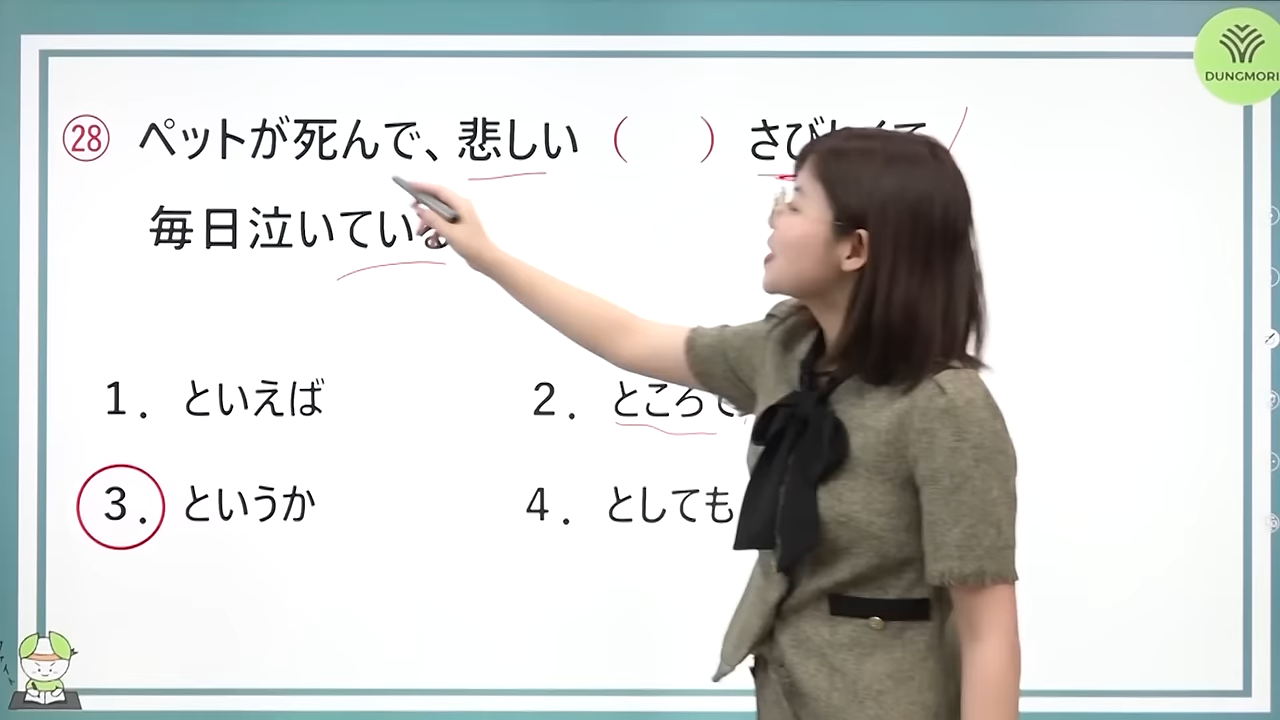 DUNGMORI
28 ペットが死んで、悲しい ( ) さび
毎日泣いている
1. といえば
2. ところで
3. というか
4. としても